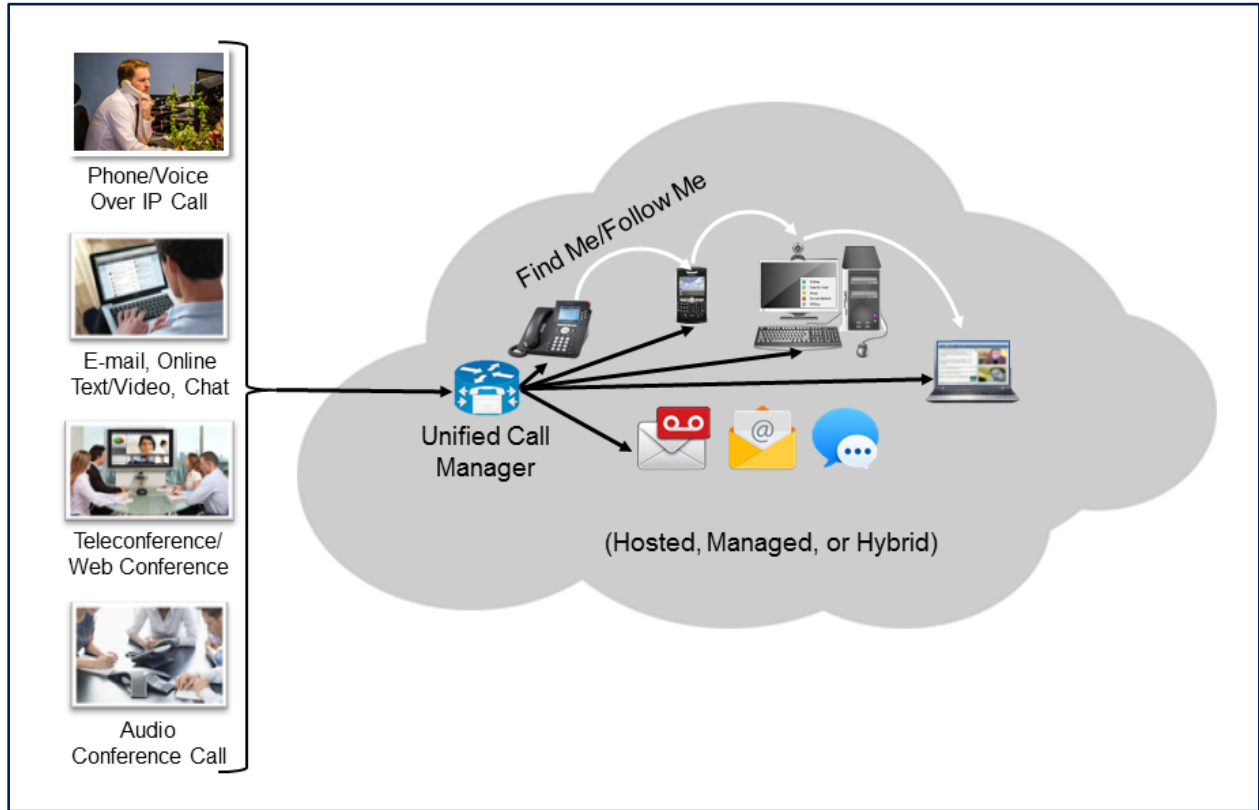 Phone/Voice
Over IP Call
E-mail, Online
Text/Video, Chat
Teleconference/
Web Conference
Audio
Conference Call
Find Me/Follow Me
Unified Call
Manager
@
(Hosted, Managed, or Hybrid)